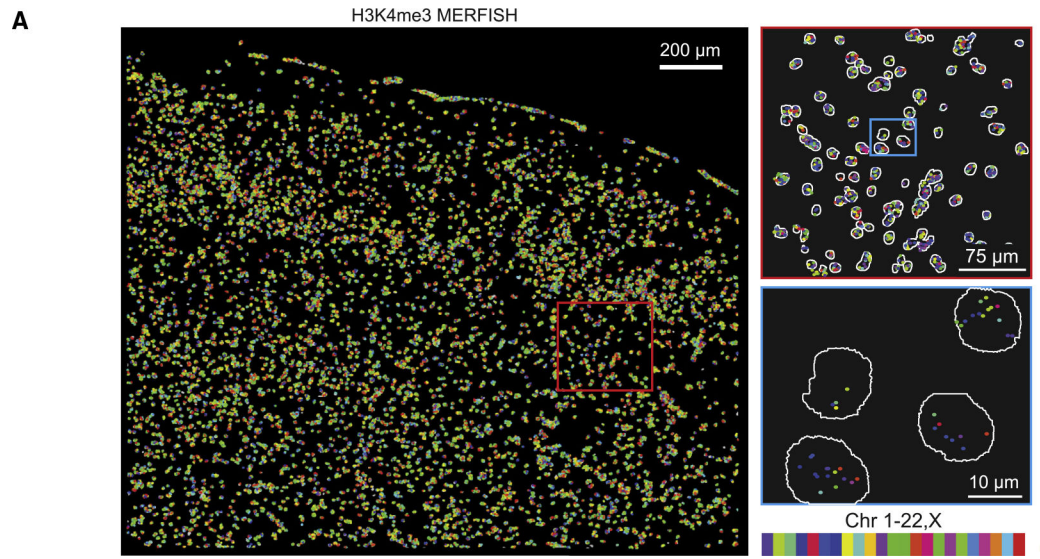 A
H3K4me3 MERFISH
200 μm
75 μm
10 μm
Chr 1-22,X